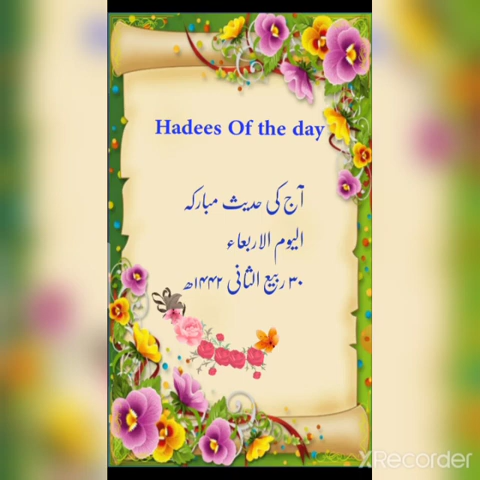 Hadees Of the day
آج کی حدیث مبارکہ
الیوم الاربعاء
۳۰ ربیع الثانی ۱۴۴۲ھ
XRecorder